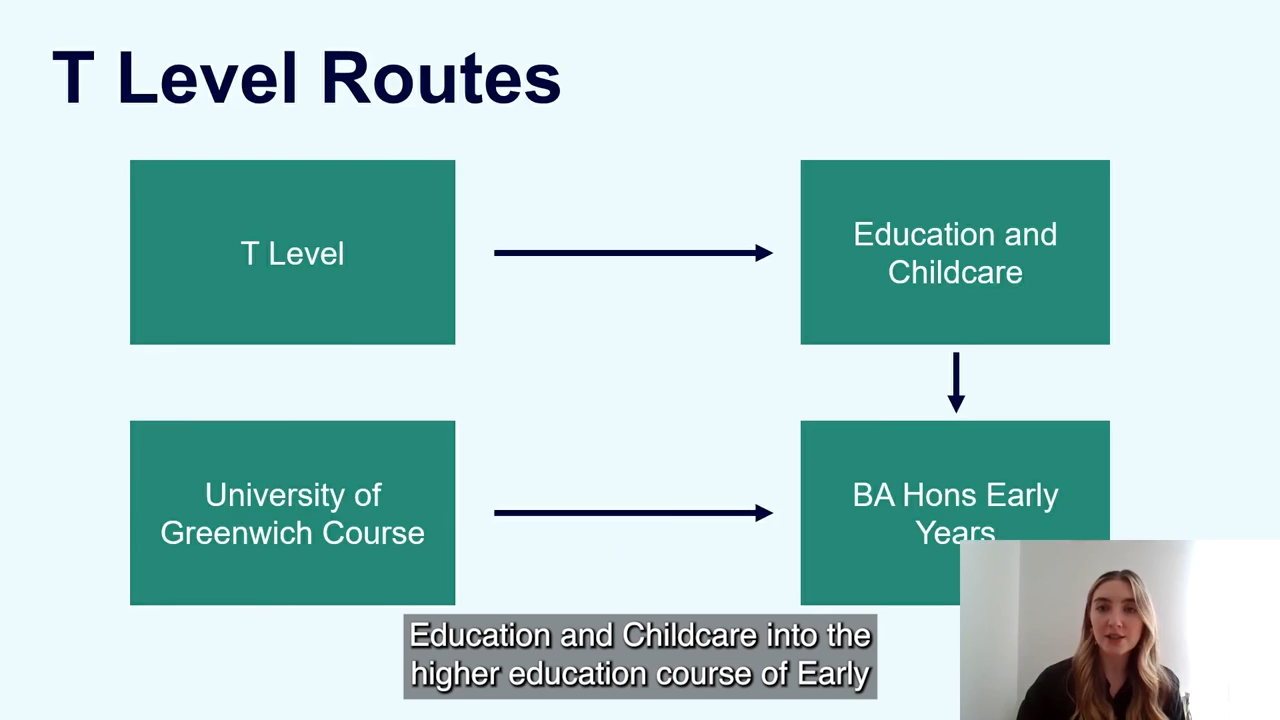 T Level Routes
T Level
Education and
Childcare
University of
Greenwich Course
BA Hons Early
Years
Education and Childcare into the
higher education course of Early